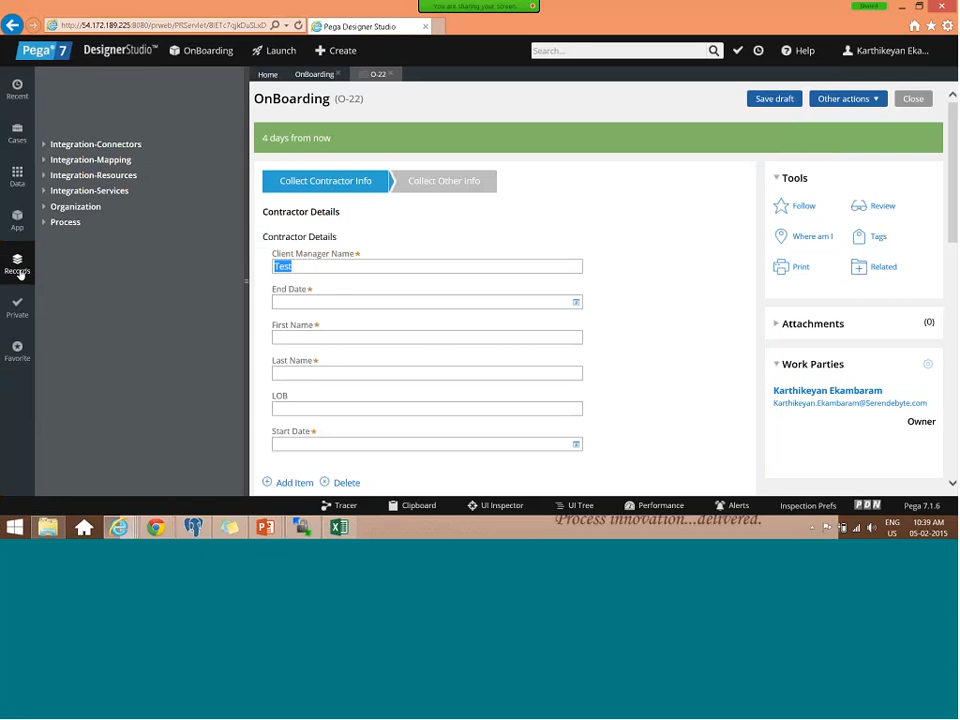 You are sharing your screen.
Share it
http://54.172.189.225:8080/prweb/PRServlet/
Pega Designer Studio
Pega 7 DesignerStudio™ OnBoarding Launch Create Search... Help Karthikeyan Eka...
Home OnBoarding O-22
Recent
Cases
Data
App
Records
Private
Favorite
Integration-Connectors
Integration-Mapping
Integration-Resources
Integration-Services
Organization
Process
OnBoarding (O-22)
Save draft Other actions Close
4 days from now
Collect Contractor Info Collect Other Info
Contractor Details
Contractor Details
Client Manager Name*
Test
End Date*
First Name*
Last Name*
LOB
Start Date*
Add Item Delete
Tools
Follow Review
Where am I Tags
Print Related
Attachments (0)
Work Parties
Karthikeyan Ekambaram
Karthikeyan.Ekambaram@Serendebyte.com
Owner
Tracer Clipboard UI Inspector UI Tree Performance Alerts Inspection Prefs PDN Pega 7.1.6
Process innovation...delivered.
ENG
US
10:39 AM
05-02-2015